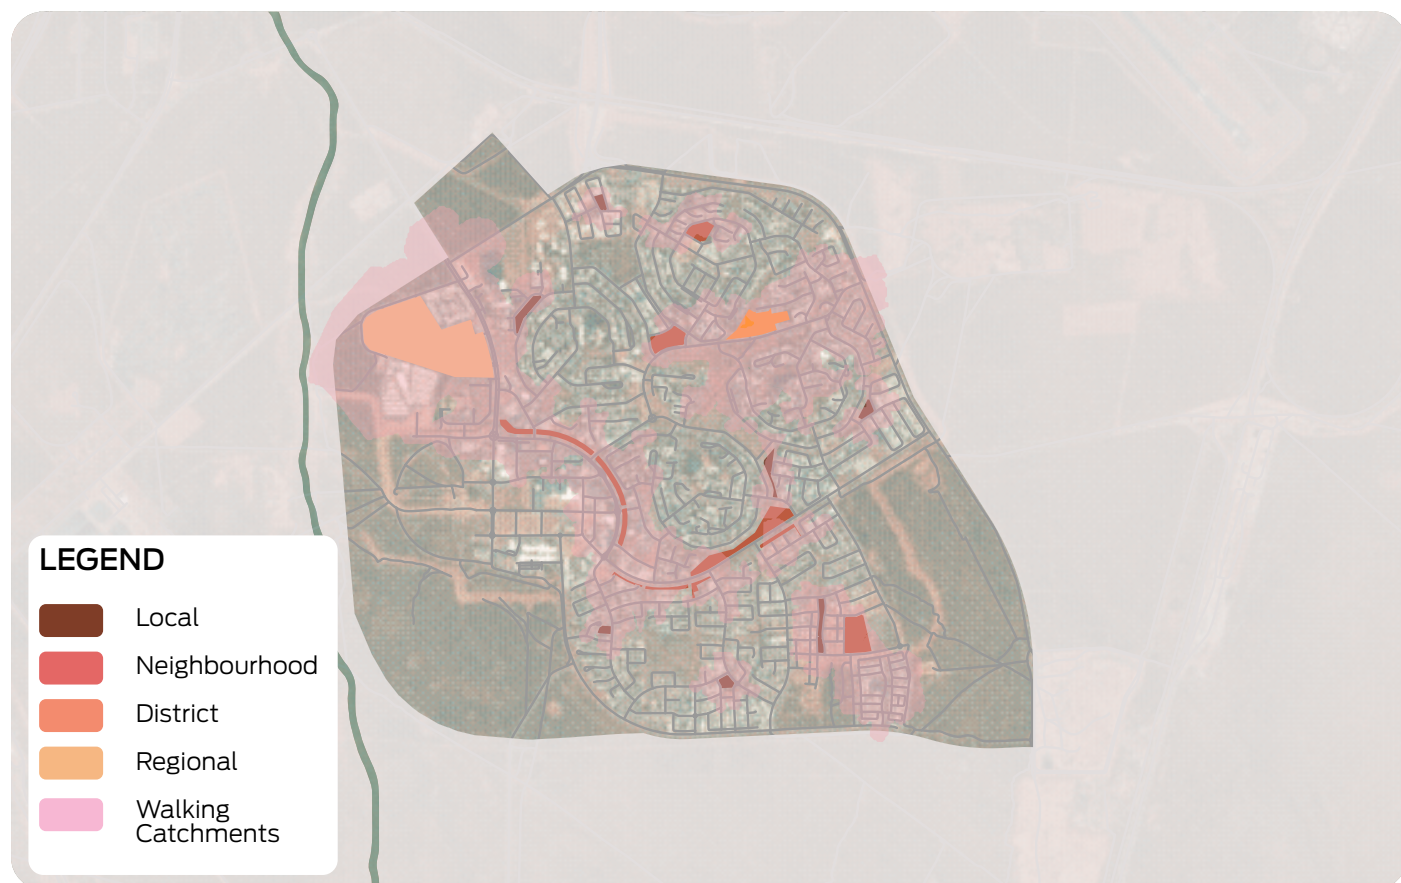 LEGEND
Local
Neighbourhood
District
Regional
Walking
Catchments